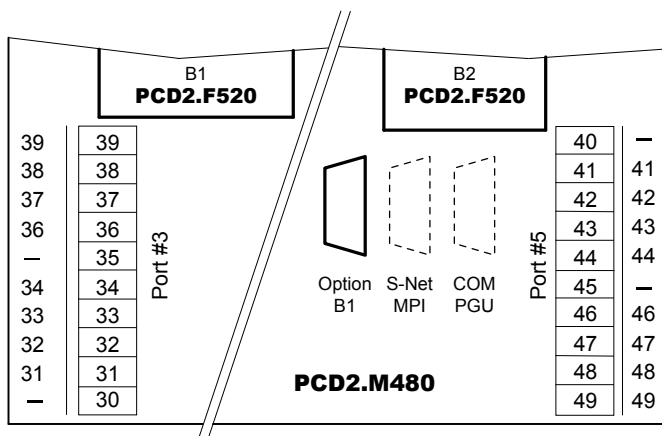 B1
PCD2.F520
B2
PCD2.F520
39 39
38 38
37 37
36 36
— 35
34 34
33 33
32 32
31 31
— 30
Port #3
Option
B1
S-Net
MPI
COM
PGU
Port #5
40 —
41 41
42 42
43 43
44 44
45 —
46 46
47 47
48 48
49 49
PCD2.M480